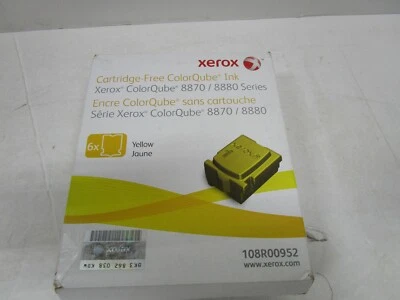 xerox
Cartridge-Free ColorQube® Ink
Xerox® ColorQube® 8870 / 8880 Series
Encre ColorQube® sans cartouche
Série Xerox® ColorQube® 8870 / 8880
6x
Yellow
Jaune
xerox
108R00952
www.xerox.com